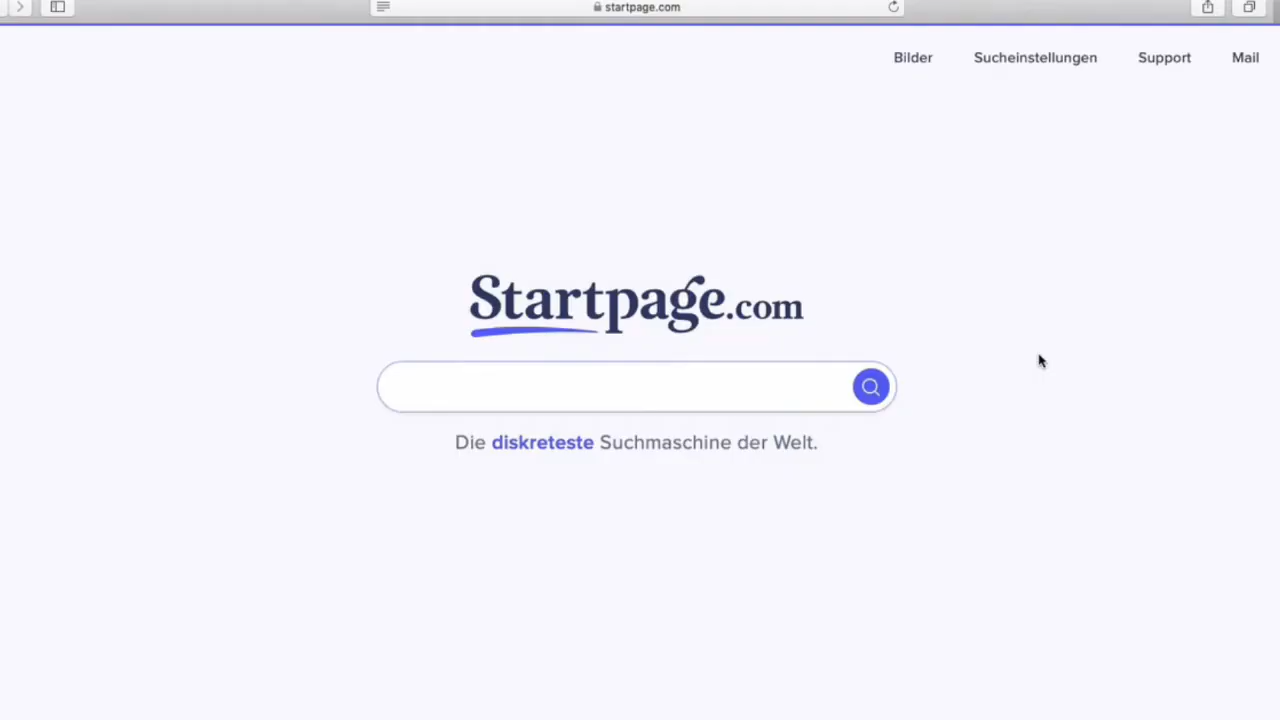 startpage.com
Bilder Sucheinstellungen Support Mail
Startpage.com
Die diskreteste Suchmaschine der Welt.